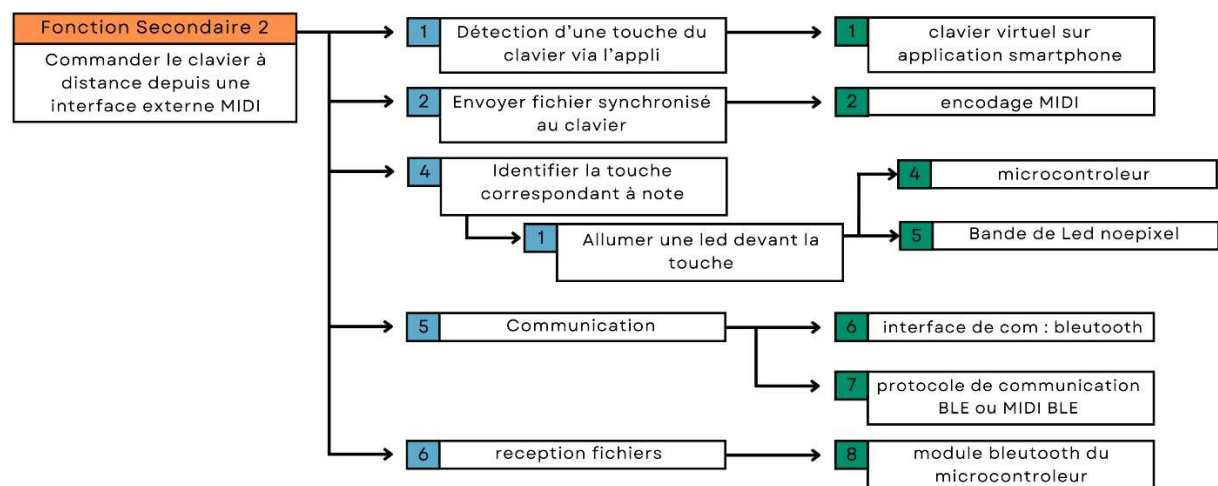 Fonction Secondaire 2
Commander le clavier à
distance depuis une
interface externe MIDI
1
Détection d'une touche du
clavier via l'appli
1
clavier virtuel sur
application smartphone
2
Envoyer fichier synchronisé
au clavier
2
encodage MIDI
4
Identifier la touche
correspondant à note
4
microcontroleur
1
Allumer une led devant la
touche
5
Bande de Led noepixel
5
Communication
6
interface de com : bleutooth
7
protocole de communication
BLE ou MIDI BLE
6
reception fichiers
8
module bleutooth du
microcontroleur